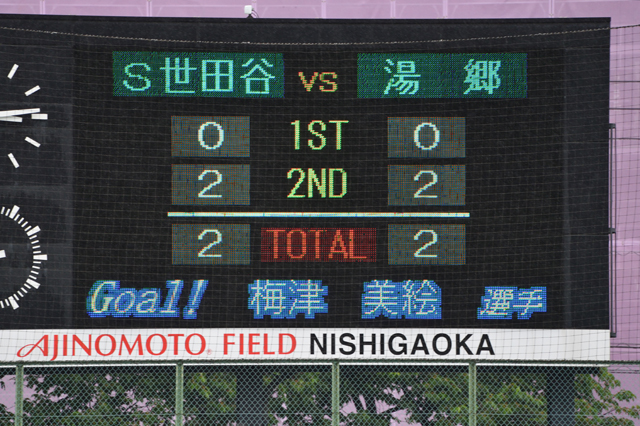 S世田谷 vs 湯郷
0 1ST 0
2 2ND 2
2 TOTAL 2
Goal! 梅津 美絵 選手
AJINOMOTO FIELD NISHIGAOKA